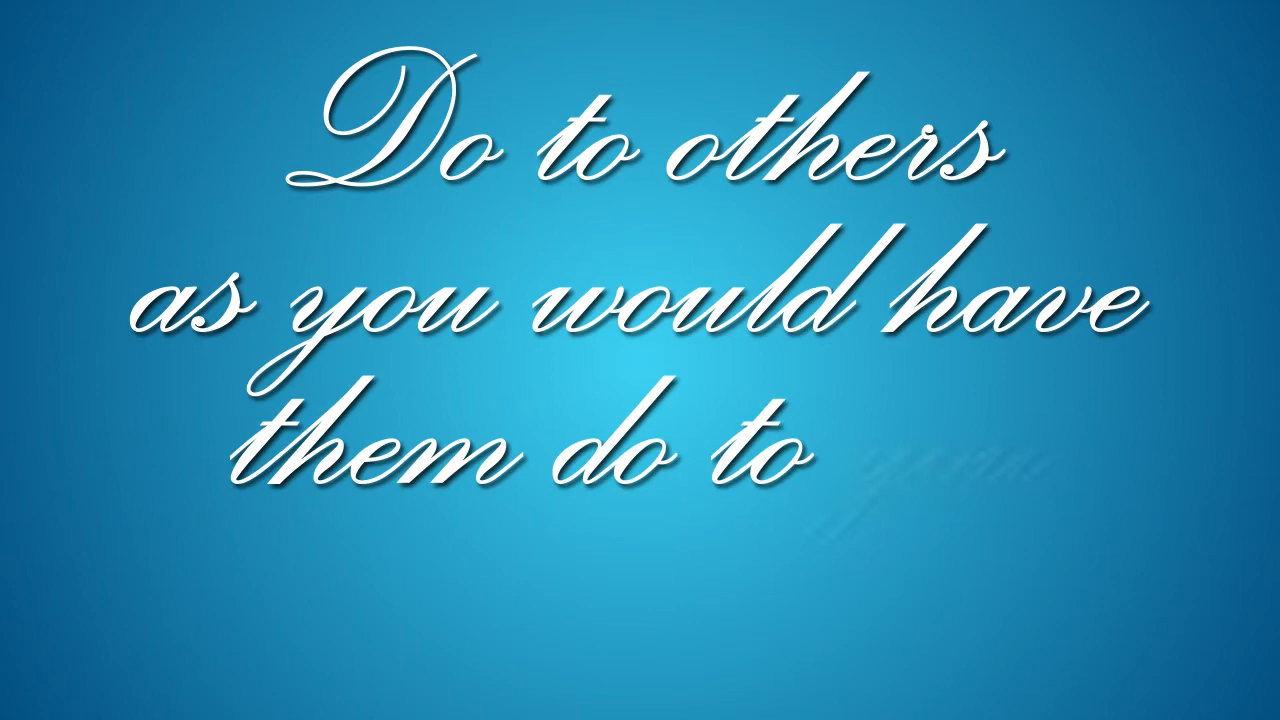 Do to others
as you would have
them do to